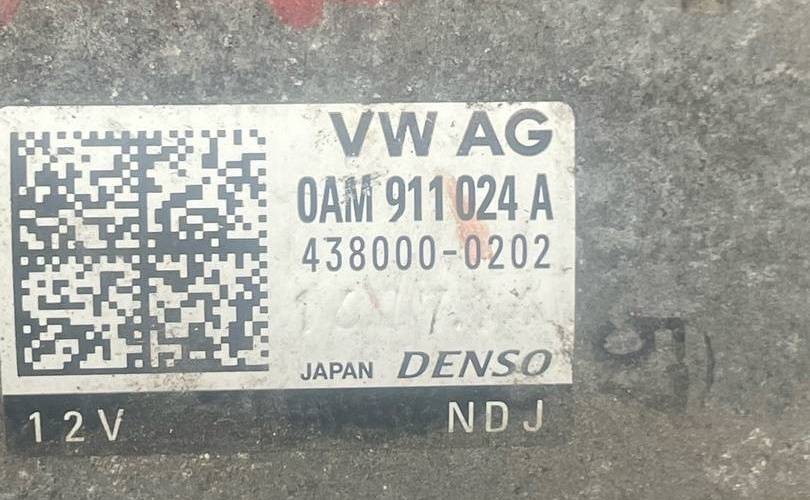 VW AG
0AM 911 024 A
438000-0202
JAPAN DENSO
12V NDJ